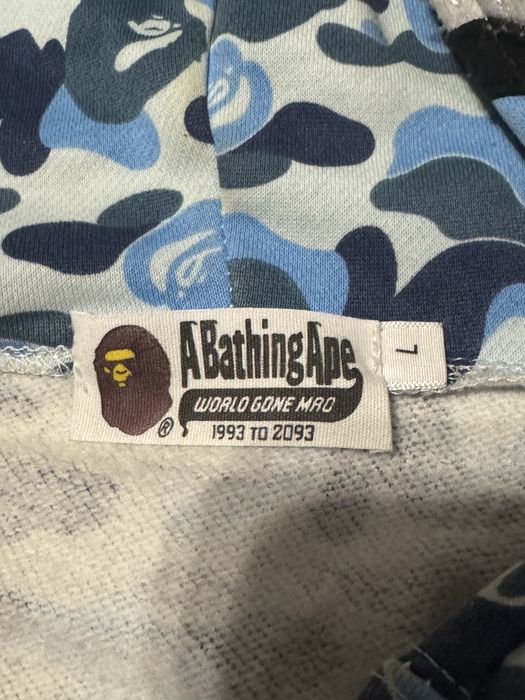 A Bathing Ape
WORLD GONE MAD
®
1993 TO 2093
L